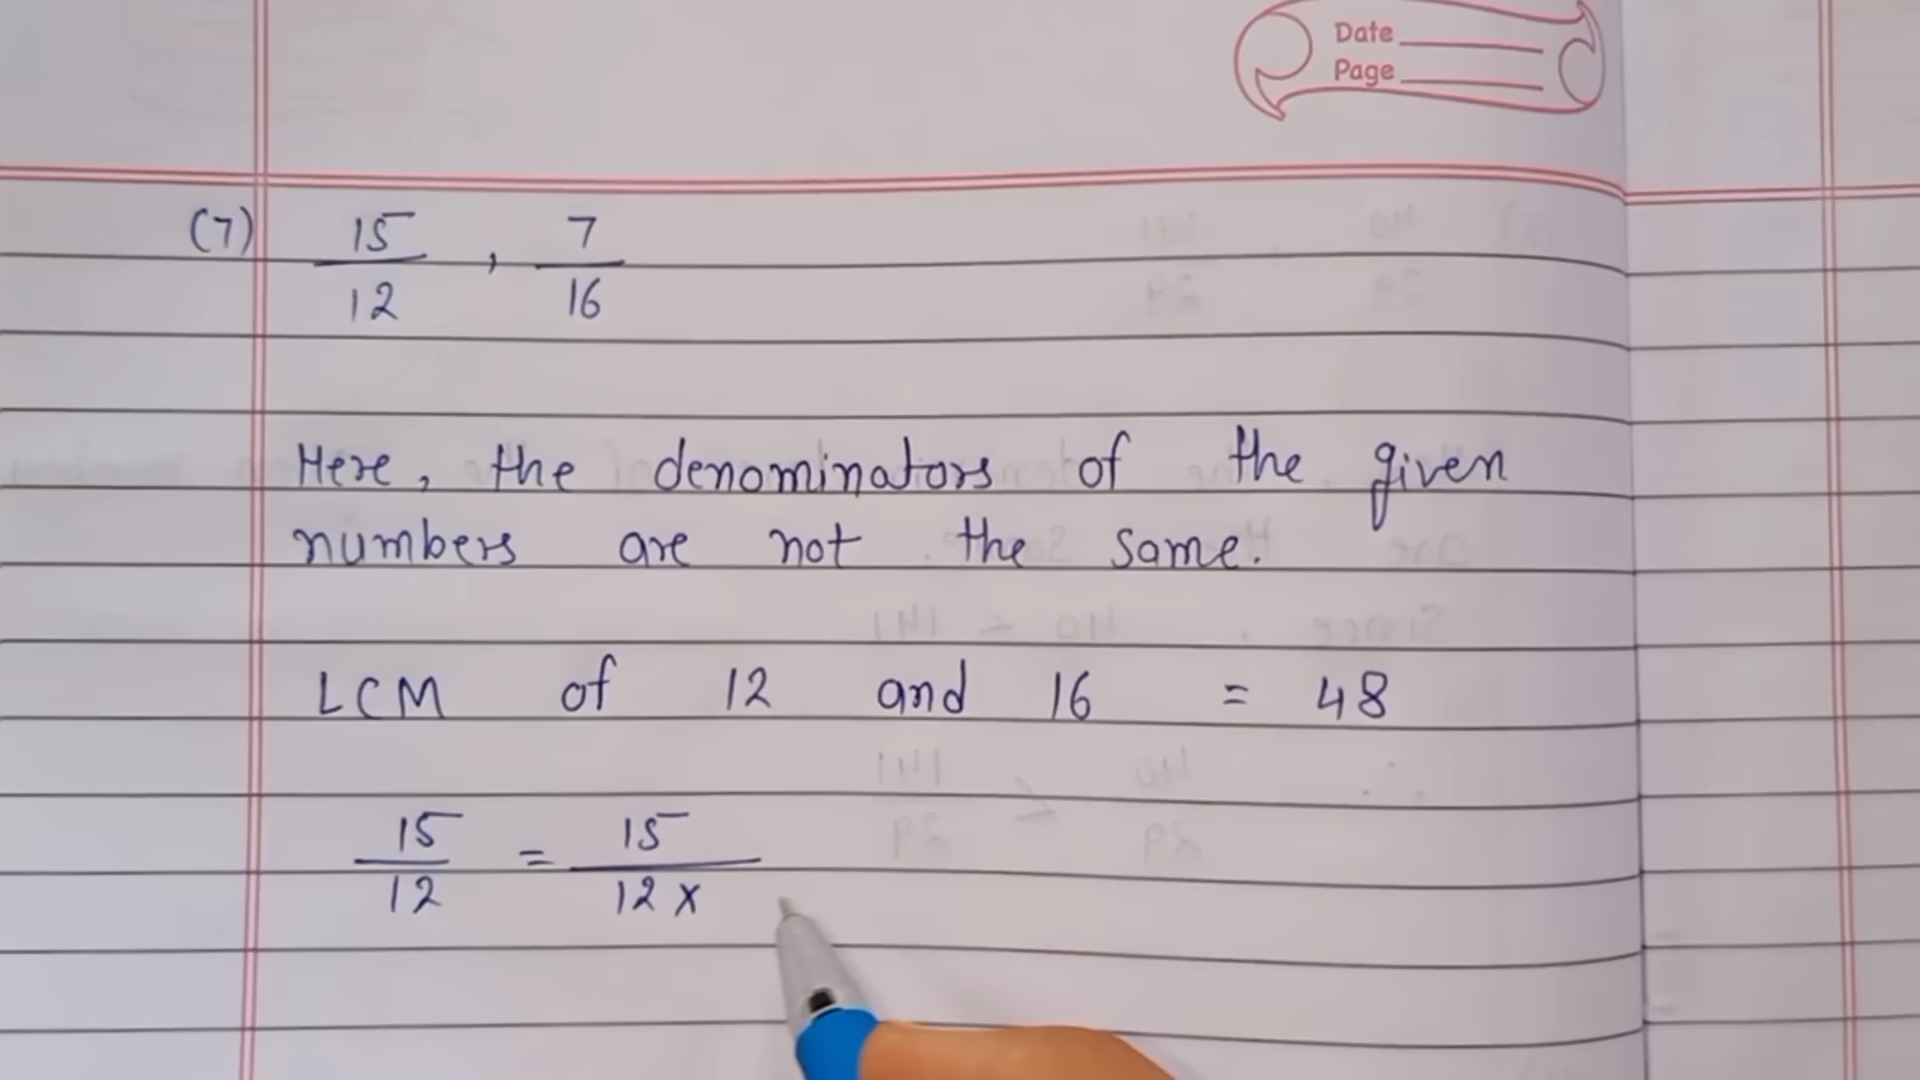 Date
Page
(7) 15/12 , 7/16
Here, the denominators of the given
numbers are not the same.
LCM of 12 and 16 = 48
15/12 = 15/12 x